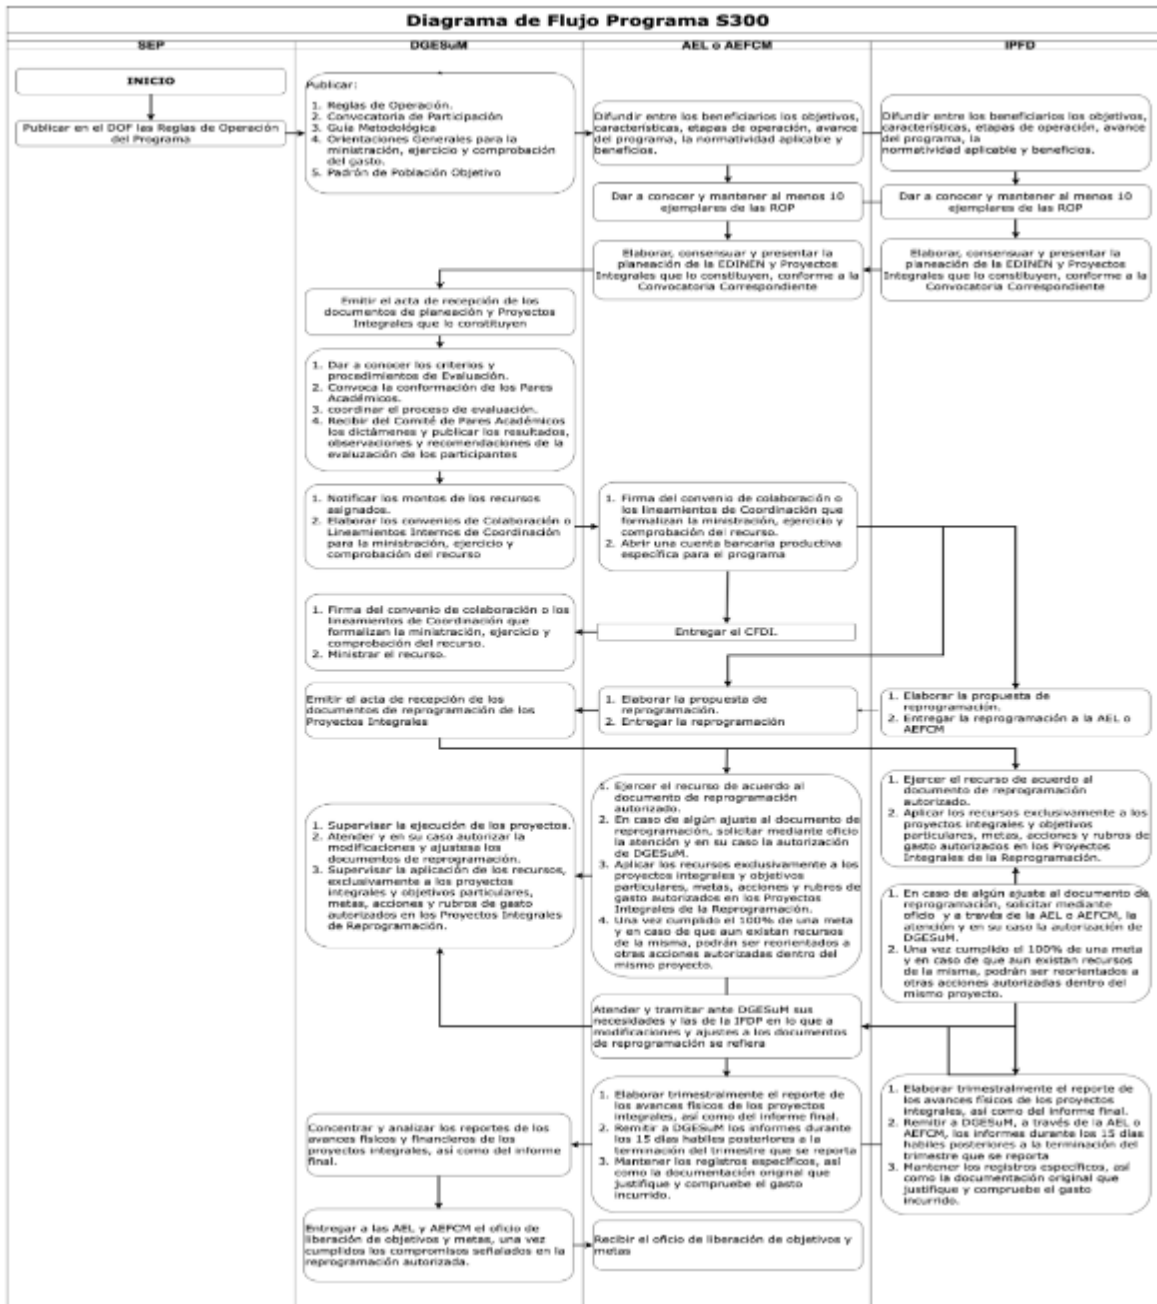 Diagrama de Flujo Programa S300
SEP
DGESuM
AEL o AEFCM
IPFD
INICIO
Publicar en el DOF las Reglas de Operación
del Programa
Publicar:
1. Reglas de Operación.
2. Convocatoria de Participación
3. Guía Metodológica
4. Orientaciones Generales para la
ministración, ejercicio y comprobación
del gasto.
5. Padrón de Población Objetivo
Difundir entre los beneficiarios los objetivos,
características, etapas de operación, avance
del programa, la normatividad aplicable y
beneficios.
Difundir entre los beneficiarios los objetivos,
características, etapas de operación, avance
del programa, la
normatividad aplicable y beneficios.
Dar a conocer y mantener al menos 10
ejemplares de las ROP
Dar a conocer y mantener al menos 10
ejemplares de las ROP
Elaborar, consensuar y presentar la
planeación de la EDINEN y Proyectos
Integrales que lo constituyen, conforme a la
Convocatoria Correspondiente
Elaborar, consensuar y presentar la
planeación de la EDINEN y Proyectos
Integrales que lo constituyen, conforme a la
Convocatoria Correspondiente
Emitir el acta de recepción de los
documentos de planeación y Proyectos
Integrales que lo constituyen
1. Dar a conocer los criterios y
procedimientos de Evaluación.
2. Convoca la conformación de los Pares
Académicos.
3. coordinar el proceso de evaluación.
4. Recibir del Comité de Pares Académicos
los dictámenes y publicar los resultados,
observaciones y recomendaciones de la
evaluzación de los participantes
1. Notificar los montos de los recursos
asignados.
2. Elaborar los convenios de Colaboración o
Lineamientos Internos de Coordinación
para la ministración, ejercicio y
comprobación del recurso
1. Firma del convenio de colaboración o
los lineamientos de Coordinación que
formalizan la ministración, ejercicio y
comprobación del recurso.
2. Abrir una cuenta bancaria productiva
específica para el programa
1. Firma del convenio de colaboración o los
lineamientos de Coordinación que
formalizan la ministración, ejercicio y
comprobación del recurso.
2. Ministrar el recurso.
Entregar el CFDI.
Emitir el acta de recepción de los
documentos de reprogramación de los
Proyectos Integrales
1. Elaborar la propuesta de
reprogramación.
2. Entregar la reprogramación
1. Elaborar la propuesta de
reprogramación.
2. Entregar la reprogramación a la AEL o
AEFCM
1. Supervisar la ejecución de los proyectos.
2. Atender y en su caso autorizar la
modificaciones y ajustesa los
documentos de reprogramación.
3. Supervisar la aplicación de los recursos,
exclusivamente a los proyectos
integrales y objetivos particulares,
metas, acciones y rubros de gasto
autorizados en los Proyectos Integrales
de Reprogramación.
1. Ejercer el recurso de acuerdo al
documento de reprogramación
autorizado.
2. En caso de algún ajuste al documento de
reprogramación, solicitar mediante oficio
la atención y en su caso la autorización
de DGESuM.
3. Aplicar los recursos exclusivamente a los
proyectos integrales y objetivos
particulares, metas, acciones y rubros de
gasto autorizados en los Proyectos
Integrales de la Reprogramación.
4. Una vez cumplido el 100% de una meta
y en caso de que aun existan recursos
de la misma, podrán ser reorientados a
otras acciones autorizadas dentro del
mismo proyecto.
1. Ejercer el recurso de acuerdo al
documento de reprogramación
autorizado.
2. Aplicar los recursos exclusivamente a los
proyectos integrales y objetivos
particulares, metas, acciones y rubros de
gasto autorizados en los Proyectos
Integrales de la Reprogramación.
1. En caso de algún ajuste al documento de
reprogramación, solicitar mediante
oficio y a través de la AEL o AEFCM, la
atención y en su caso la autorización de
DGESuM.
2. Una vez cumplido el 100% de una meta
y en caso de que aun existan recursos
de la misma, podrán ser reorientados a
otras acciones autorizadas dentro del
mismo proyecto.
Atender y tramitar ante DGESuM sus
necesidades y las de la IFDP en lo que a
modificaciones y ajustes a los documentos
de reprogramación se refiera
Concentrar y analizar los reportes de los
avances físicos y financieros de los
proyectos integrales, así como del informe
final.
1. Elaborar trimestralmente el reporte de
los avances físicos de los proyectos
integrales, así como del informe final.
2. Remitir a DGESuM los informes durante
los 15 días habiles posteriores a la
terminación del trimestre que se reporta
3. Mantener los registros específicos, así
como la documentación original que
justifique y compruebe el gasto
incurrido.
1. Elaborar trimestralmente el reporte de
los avances físicos de los proyectos
integrales, así como del informe final.
2. Remitir a DGESuM, a través de la AEL o
AEFCM, los informes durante los 15 días
habiles posteriores a la terminación del
trimestre que se reporta
3. Mantener los registros específicos, así
como la documentación original que
justifique y compruebe el gasto
incurrido.
Entregar a las AEL y AEFCM el oficio de
liberación de objetivos y metas, una vez
cumplidos los compromisos señalados en la
reprogramación autorizada.
Recibir el oficio de liberación de objetivos y
metas